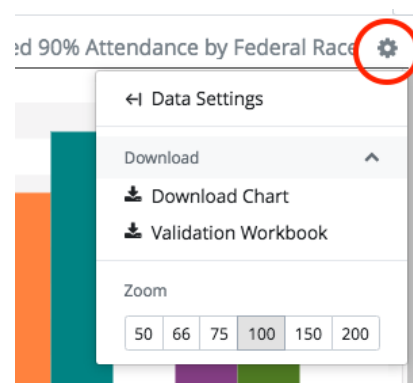 ed 90% Attendance by Federal Race
Data Settings
Download
Download Chart
Validation Workbook
Zoom
50 66 75 100 150 200